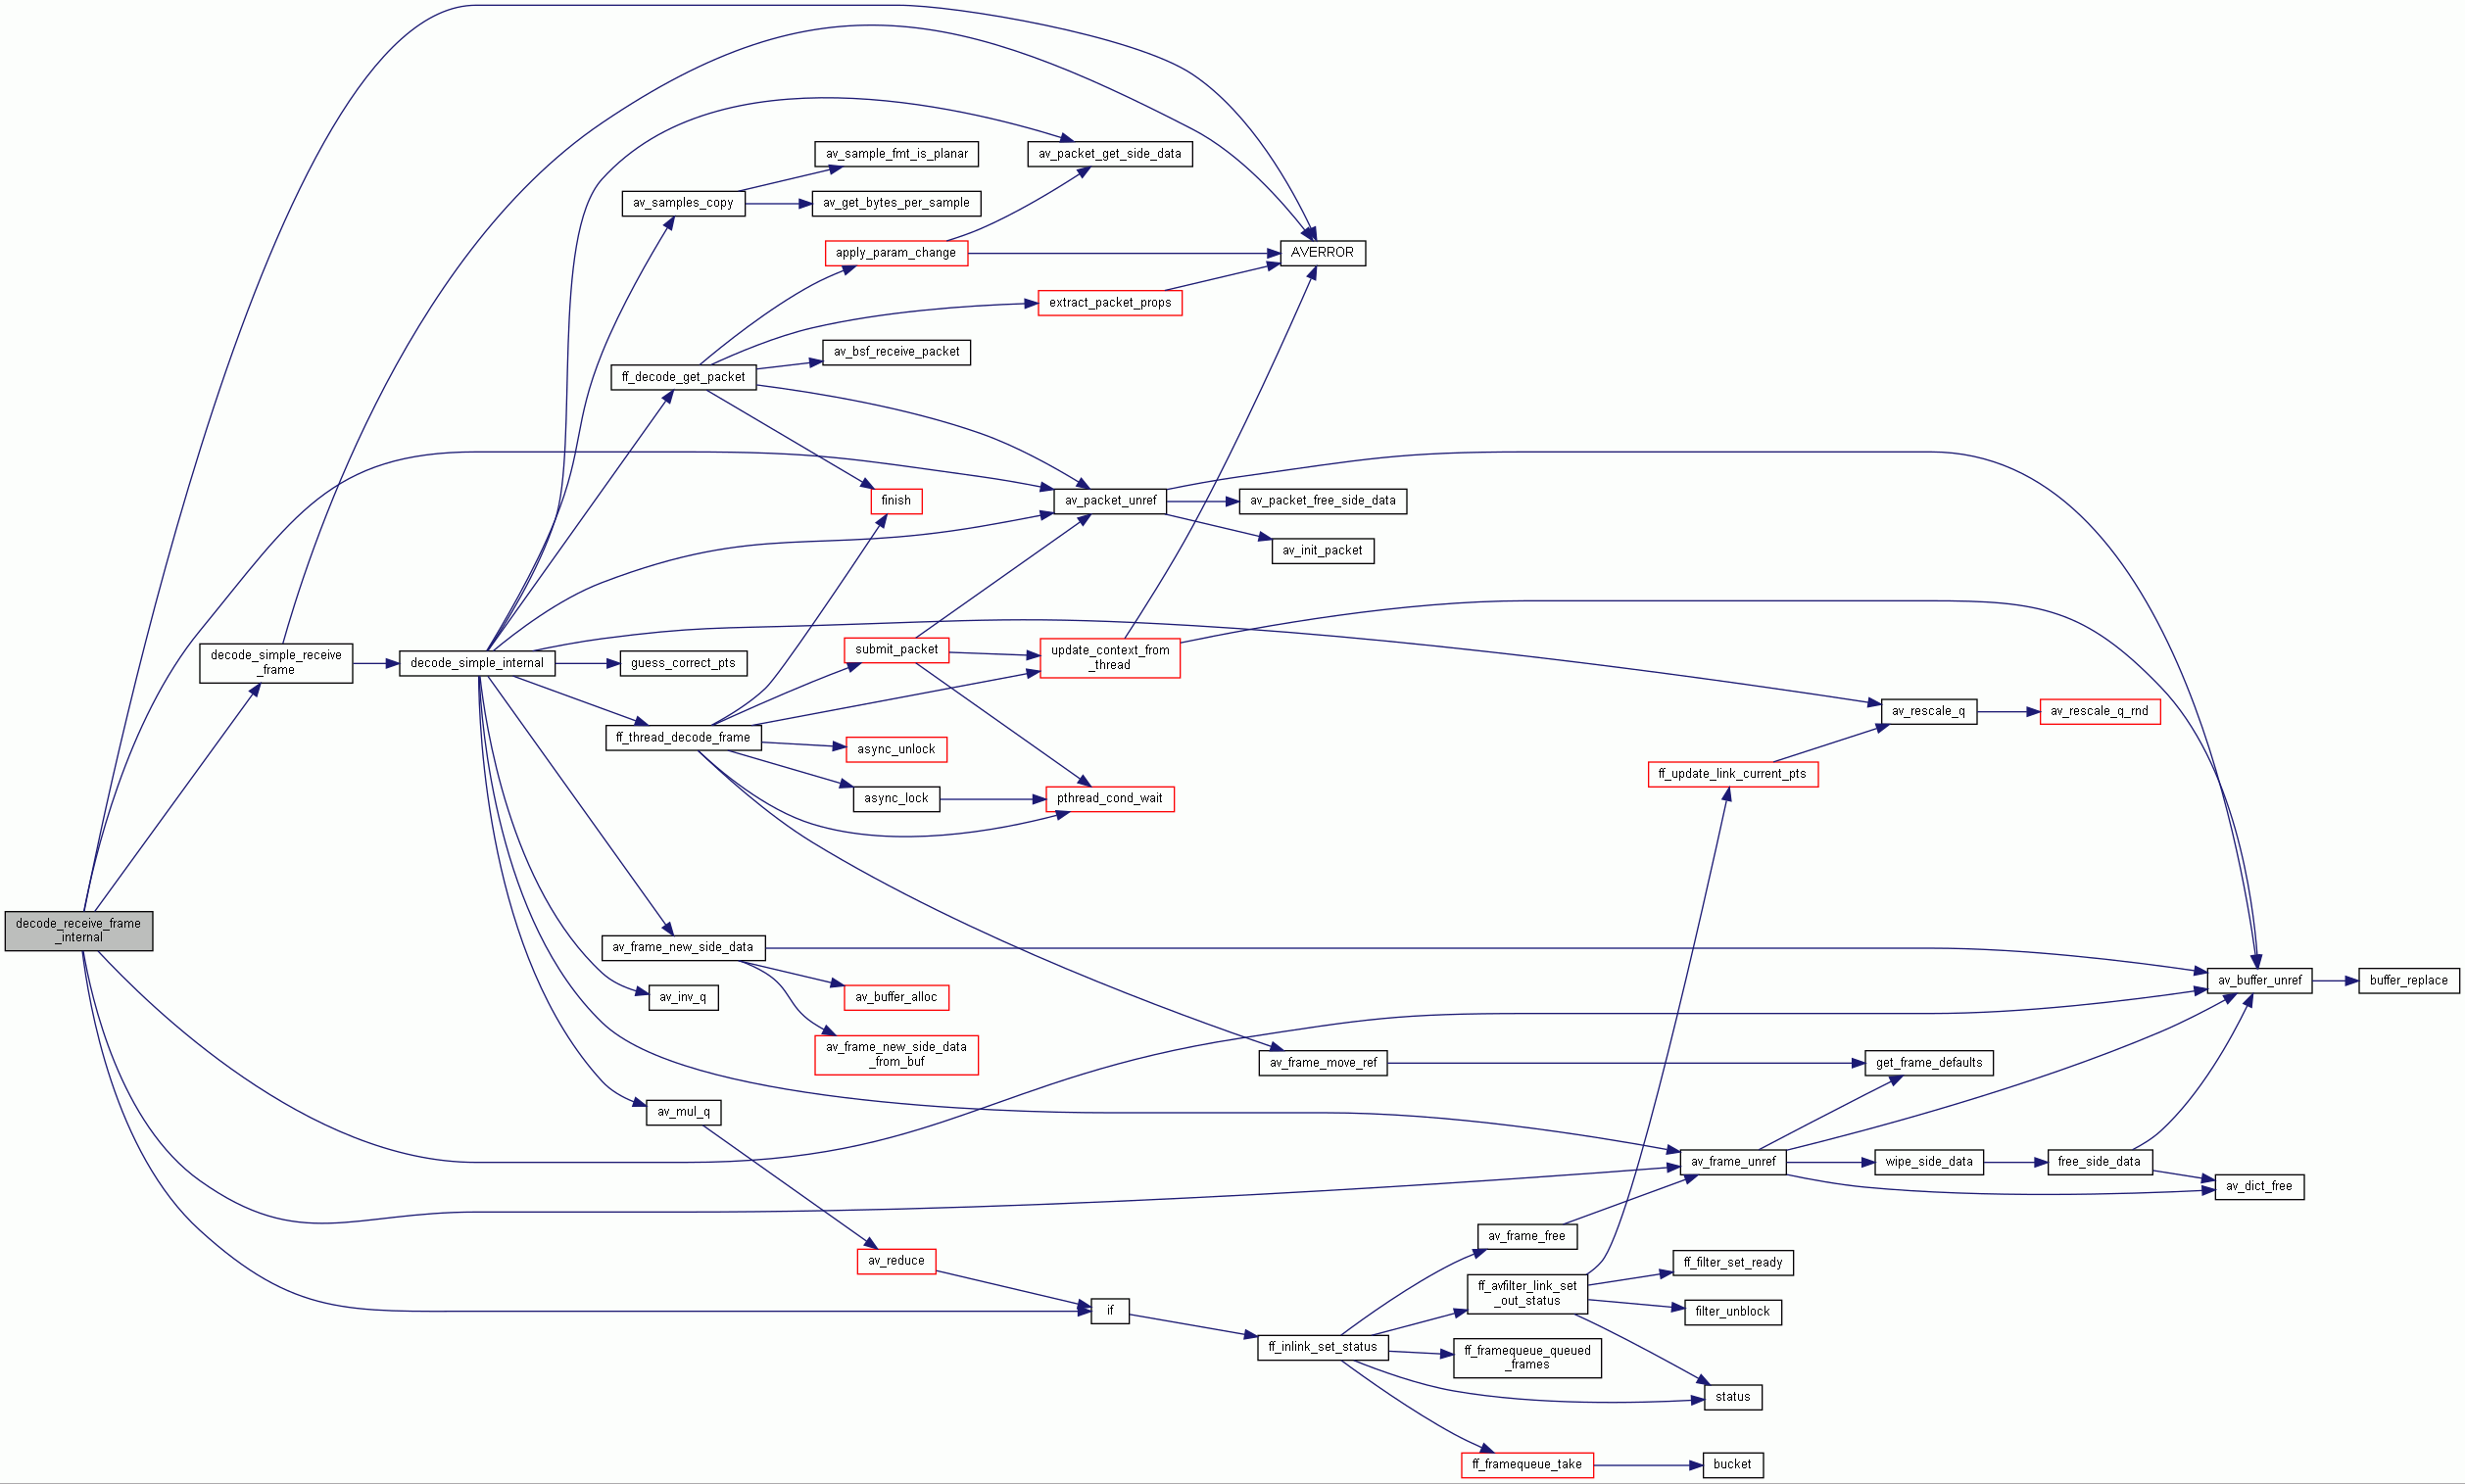 av_sample_fmt_is_planar
av_packet_get_side_data
av_samples_copy
av_get_bytes_per_sample
apply_param_change
AVERROR
extract_packet_props
av_bsf_receive_packet
ff_decode_get_packet
finish
av_packet_unref
av_packet_free_side_data
av_init_packet
decode_simple_receive
_frame
decode_simple_internal
guess_correct_pts
submit_packet
update_context_from
_thread
av_rescale_q
av_rescale_q_rnd
ff_thread_decode_frame
async_unlock
ff_update_link_current_pts
async_lock
pthread_cond_wait
decode_receive_frame
_internal
av_frame_new_side_data
av_buffer_unref
buffer_replace
av_inv_q
av_buffer_alloc
av_frame_new_side_data
_from_buf
av_frame_move_ref
get_frame_defaults
av_mul_q
av_frame_unref
wipe_side_data
free_side_data
av_dict_free
av_frame_free
av_reduce
ff_filter_set_ready
ff_avfilter_link_set
_out_status
filter_unblock
if
ff_inlink_set_status
ff_framequeue_queued
_frames
status
ff_framequeue_take
bucket